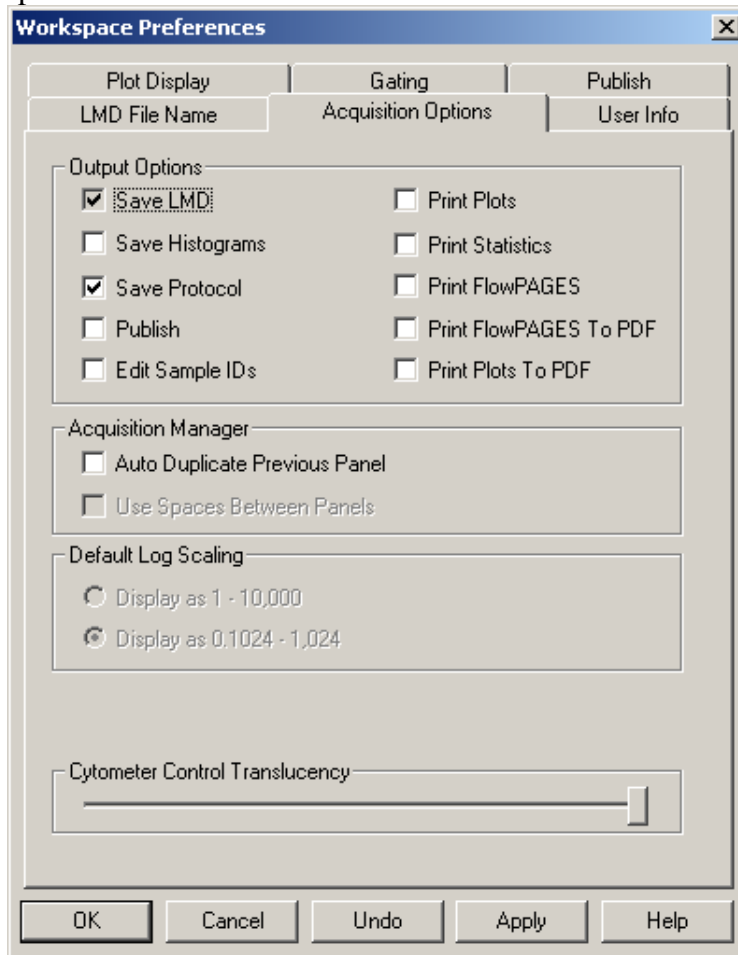 Workspace Preferences
Plot Display
Gating
Publish
LMD File Name
Acquisition Options
User Info
Output Options
Save LMD
Print Plots
Save Histograms
Print Statistics
Save Protocol
Print FlowPAGES
Publish
Print FlowPAGES To PDF
Edit Sample IDs
Print Plots To PDF
Acquisition Manager
Auto Duplicate Previous Panel
Use Spaces Between Panels
Default Log Scaling
Display as 1 - 10,000
Display as 0.1024 - 1,024
Cytometer Control Translucency
OK
Cancel
Undo
Apply
Help